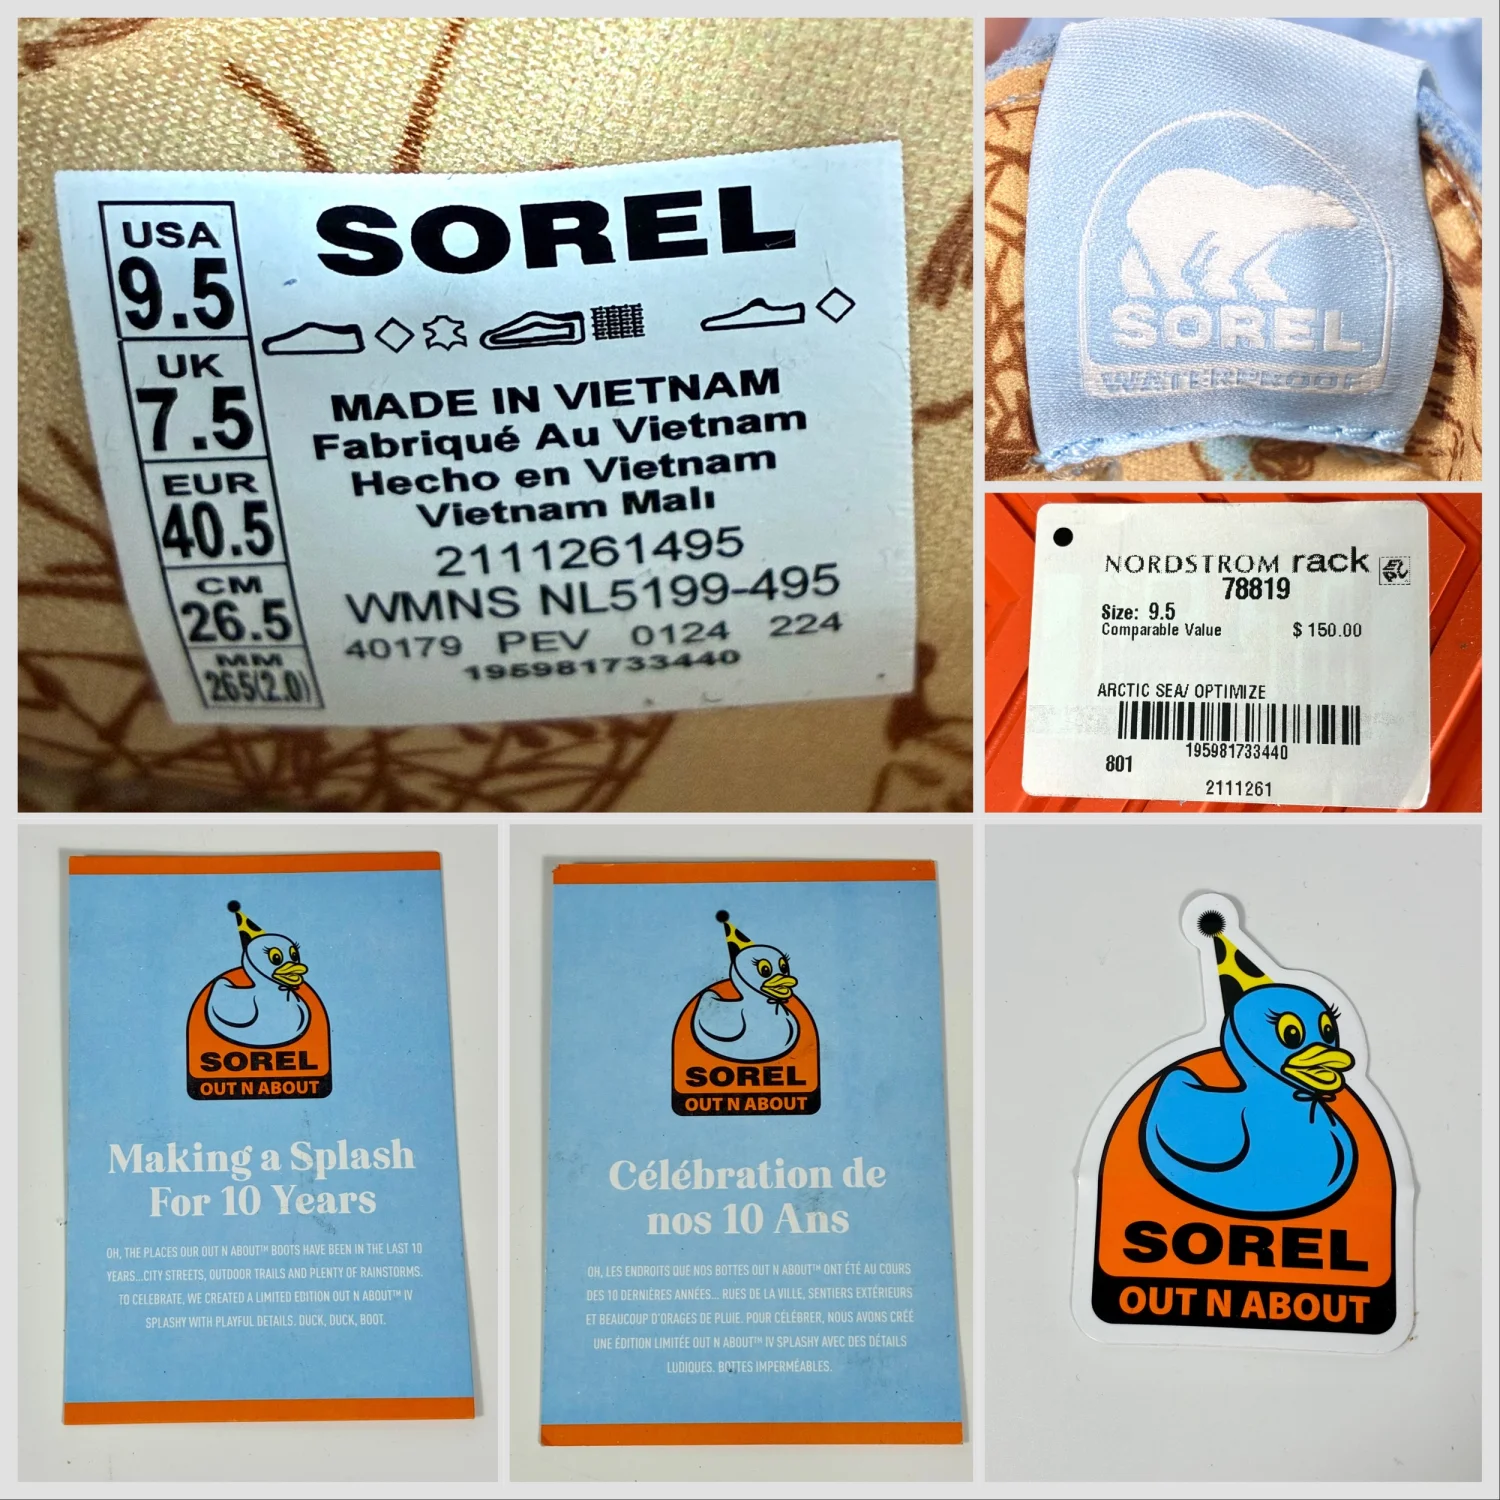 USA
9.5
UK
7.5
EUR
40.5
CM
26.5
MM
265(2.0)
SOREL
MADE IN VIETNAM
Fabriqué Au Vietnam
Hecho en Vietnam
Vietnam Malı
2111261495
WMNS NL5199-495
40179 PEV 0124 224
195981733440
SOREL
WATERPROOF
NORDSTROM rack
78819
Size: 9.5
Comparable Value $ 150.00
ARCTIC SEA/ OPTIMIZE
195981733440
801
2111261
SOREL
OUT N ABOUT
Making a Splash
For 10 Years
OH, THE PLACES OUR OUT N ABOUT™ BOOTS HAVE BEEN IN THE LAST 10
YEARS...CITY STREETS, OUTDOOR TRAILS AND PLENTY OF RAINSTORMS.
TO CELEBRATE, WE CREATED A LIMITED EDITION OUT N ABOUT™ IV
SPLASHY WITH PLAYFUL DETAILS. DUCK, DUCK, BOOT.
SOREL
OUT N ABOUT
Célébration de
nos 10 Ans
OH, LES ENDROITS QUE NOS BOTTES OUT N ABOUT™ ONT ÉTÉ AU COURS
DES 10 DERNIÈRES ANNÉES... RUES DE LA VILLE, SENTIERS EXTÉRIEURS
ET BEAUCOUP D'ORAGES DE PLUIE. POUR CÉLÉBRER, NOUS AVONS CRÉÉ
UNE ÉDITION LIMITÉE OUT N ABOUT™ IV SPLASHY AVEC DES DÉTAILS
LUDIQUES. BOTTES IMPERMÉABLES.
SOREL
OUT N ABOUT